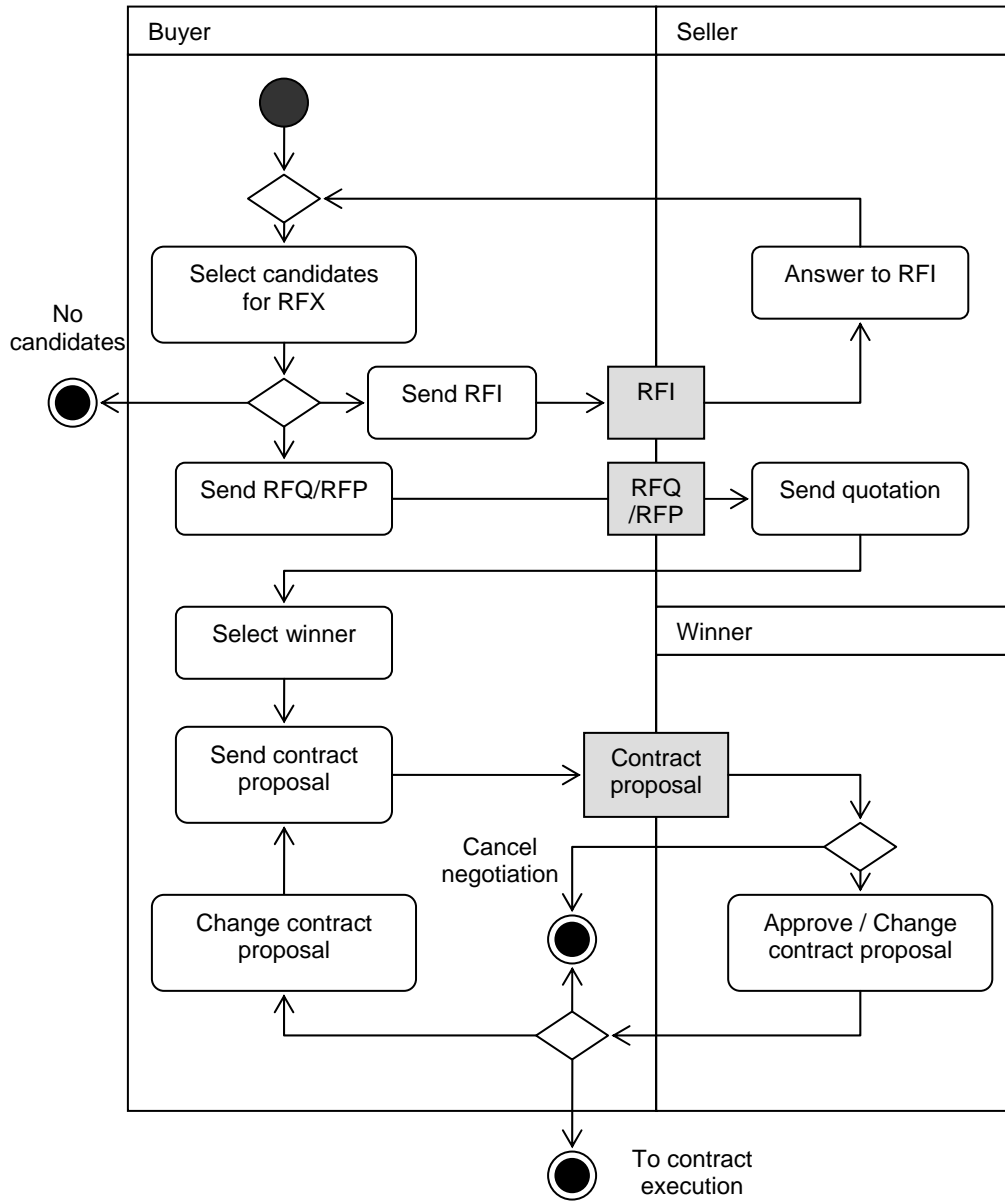 Buyer
Seller
Select candidates
for RFX
Answer to RFI
No
candidates
Send RFI
RFI
Send RFQ/RFP
RFQ
/RFP
Send quotation
Select winner
Winner
Send contract
proposal
Contract
proposal
Cancel
negotiation
Change contract
proposal
Approve / Change
contract proposal
To contract
execution